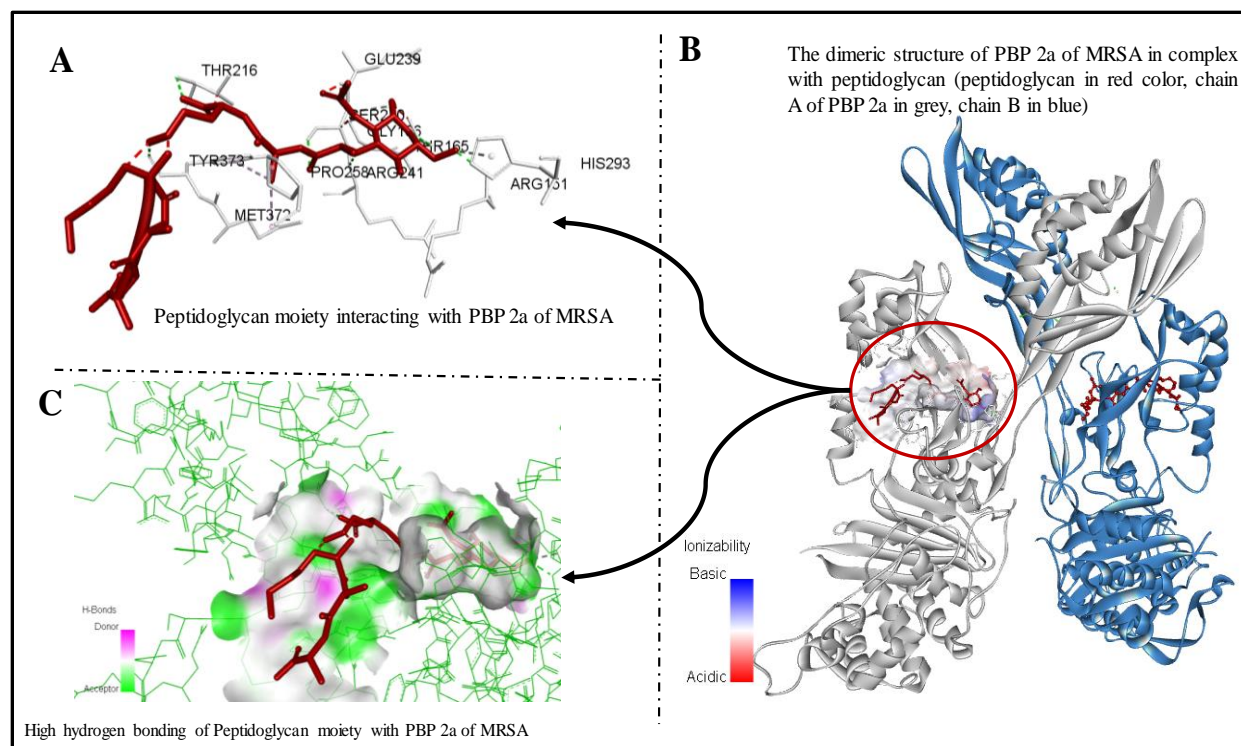 A
THR216
GLU239
TYR373
PRO258
ARG241
MET372
HIS293
ARG151
Peptidoglycan moiety interacting with PBP 2a of MRSA
B
The dimeric structure of PBP 2a of MRSA in complex
with peptidoglycan (peptidoglycan in red color, chain
A of PBP 2a in grey, chain B in blue)
Ionizability
Basic
Acidic
C
H-Bonds
Donor
Acceptor
High hydrogen bonding of Peptidoglycan moiety with PBP 2a of MRSA